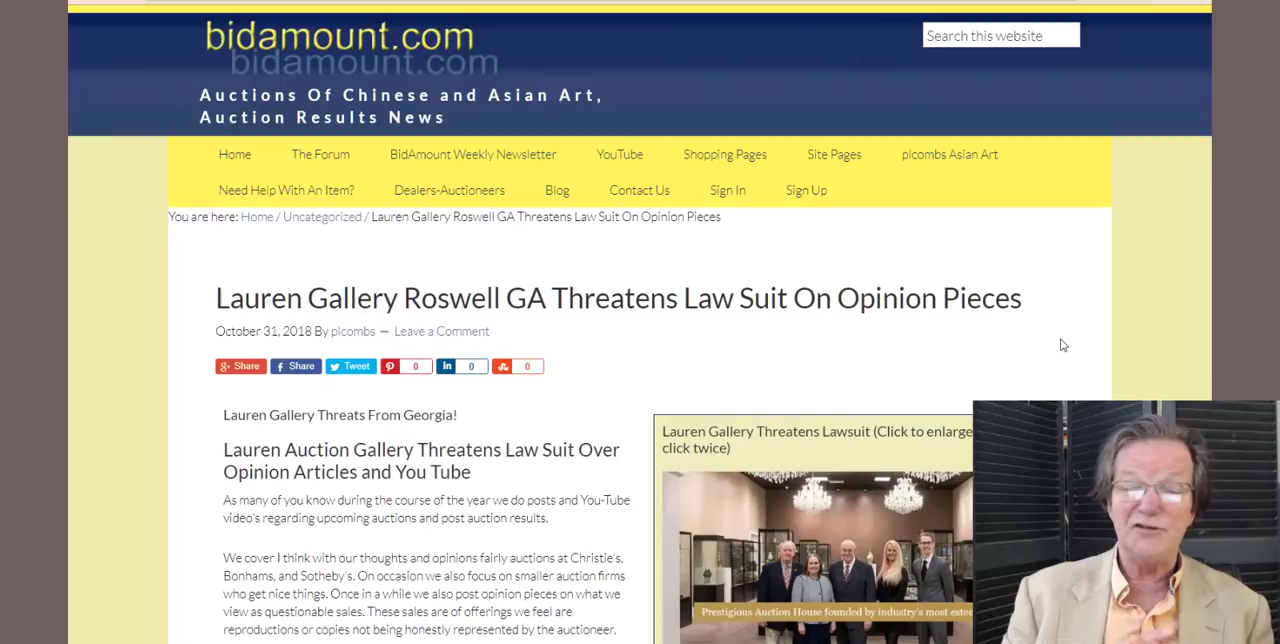 bidamount.com
bidamount.com
Search this website
Auctions Of Chinese and Asian Art,
Auction Results News
Home The Forum BidAmount Weekly Newsletter YouTube Shopping Pages Site Pages plcombs Asian Art
Need Help With An Item? Dealers-Auctioneers Blog Contact Us Sign In Sign Up
You are here: Home / Uncategorized / Lauren Gallery Roswell GA Threatens Law Suit On Opinion Pieces
Lauren Gallery Roswell GA Threatens Law Suit On Opinion Pieces
October 31, 2018 By plcombs — Leave a Comment
Share Share Tweet 0 in 0 0
Lauren Gallery Threats From Georgia!
Lauren Auction Gallery Threatens Law Suit Over
Opinion Articles and You Tube
As many of you know during the course of the year we do posts and You-Tube
video's regarding upcoming auctions and post auction results.
We cover I think with our thoughts and opinions fairly auctions at Christie's,
Bonhams, and Sotheby's. On occasion we also focus on smaller auction firms
who get nice things. Once in a while we also post opinion pieces on what we
view as questionable sales. These sales are of offerings we feel are
reproductions or copies not being honestly represented by the auctioneer.
Lauren Gallery Threatens Lawsuit (Click to enlarge
click twice)
Prestigious Auction House founded by industry's most